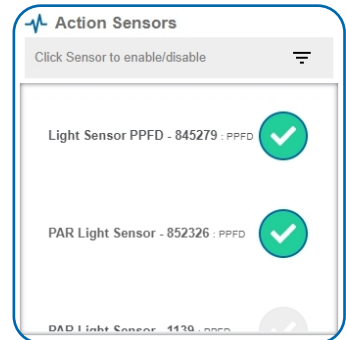 Action Sensors
Click Sensor to enable/disable
Light Sensor PPFD - 845279 : PPFD
PAR Light Sensor - 852326 : PPFD
PAR Light Sensor - 1139 : PPFD